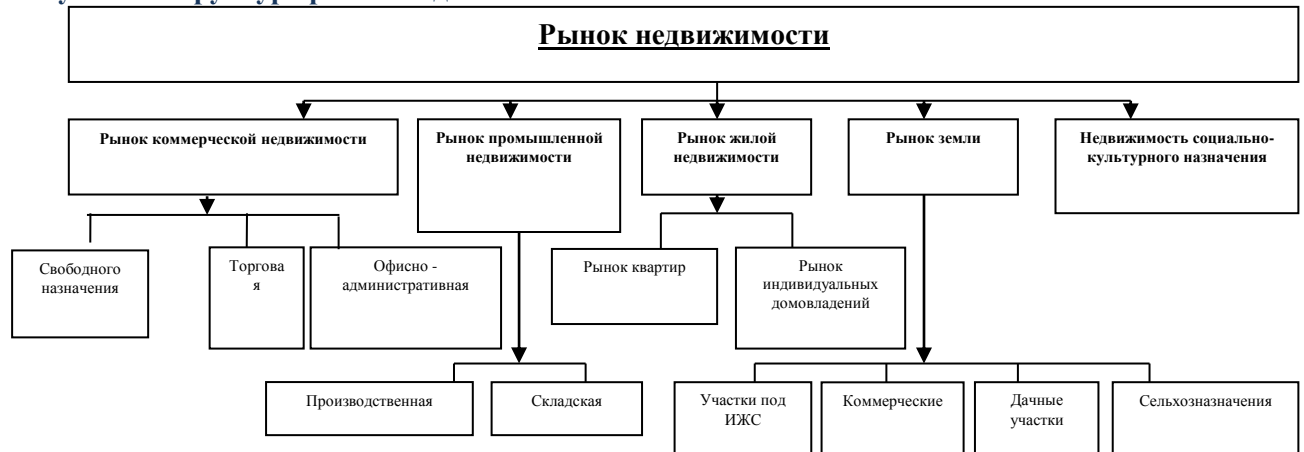 Рынок недвижимости
Рынок коммерческой недвижимости
Рынок промышленной
недвижимости
Рынок жилой
недвижимости
Рынок земли
Недвижимость социально-
культурного назначения
Свободного
назначения
Торгова
я
Офисно -
административная
Рынок квартир
Рынок
индивидуальных
домовладений
Производственная
Складская
Участки под
ИЖС
Коммерческие
Дачные
участки
Сельхозназначения